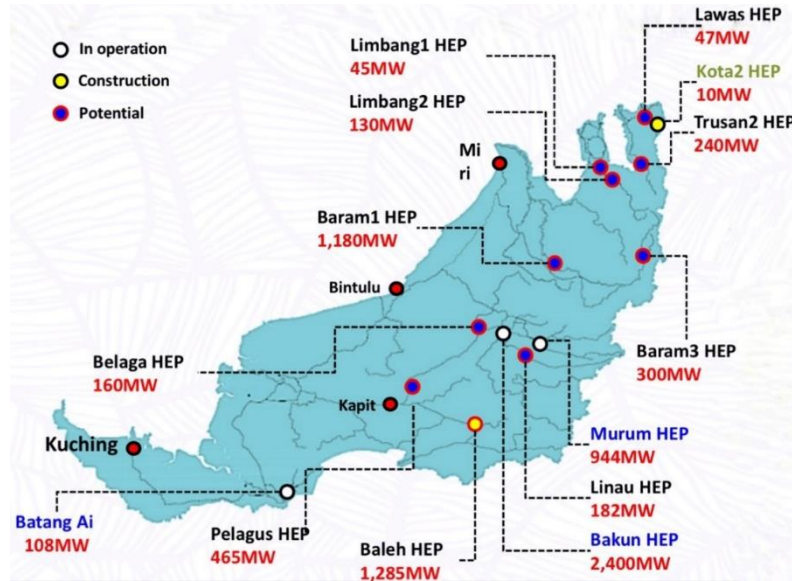 In operation
Construction
Potential
Limbang1 HEP
45MW
Limbang2 HEP
130MW
Lawas HEP
47MW
Kota2 HEP
10MW
Trusan2 HEP
240MW
Mi
ri
Baram1 HEP
1,180MW
Bintulu
Belaga HEP
160MW
Baram3 HEP
300MW
Kapit
Kuching
Murum HEP
944MW
Batang Ai
108MW
Pelagus HEP
465MW
Baleh HEP
1,285MW
Linau HEP
182MW
Bakun HEP
2,400MW